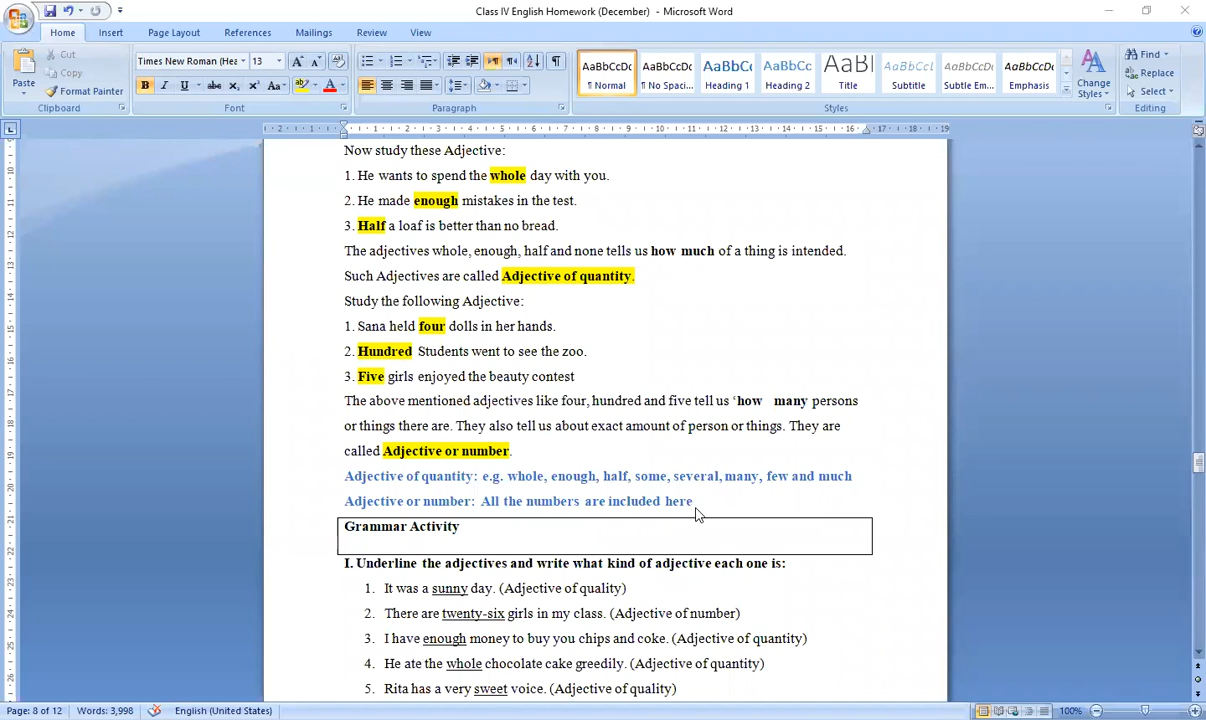 Class IV English Homework (December) - Microsoft Word
Home Insert Page Layout References Mailings Review View
Cut
Copy
Format Painter
Paste
Clipboard
Times New Roman (Hea 13
Font
Paragraph
AaBbCcDc AaBbCcDc AaBbCc AaBbCc AaBbC AaBbCcDc AaBbCcDc AaBbCcDc
¶ Normal ¶ No Spaci... Heading 1 Heading 2 Title Subtitle Subtle Em... Emphasis
Styles
Change Styles
Find
Replace
Select
Editing
Now study these Adjective:
1. He wants to spend the whole day with you.
2. He made enough mistakes in the test.
3. Half a loaf is better than no bread.
The adjectives whole, enough, half and none tells us how much of a thing is intended.
Such Adjectives are called Adjective of quantity.
Study the following Adjective:
1. Sana held four dolls in her hands.
2. Hundred Students went to see the zoo.
3. Five girls enjoyed the beauty contest
The above mentioned adjectives like four, hundred and five tell us ‘how many persons
or things there are. They also tell us about exact amount of person or things. They are
called Adjective or number.
Adjective of quantity: e.g. whole, enough, half, some, several, many, few and much
Adjective or number: All the numbers are included here
Grammar Activity
I. Underline the adjectives and write what kind of adjective each one is:
1. It was a sunny day. (Adjective of quality)
2. There are twenty-six girls in my class. (Adjective of number)
3. I have enough money to buy you chips and coke. (Adjective of quantity)
4. He ate the whole chocolate cake greedily. (Adjective of quantity)
5. Rita has a very sweet voice. (Adjective of quality)
Page: 8 of 12 Words: 3,998 English (United States) 100%